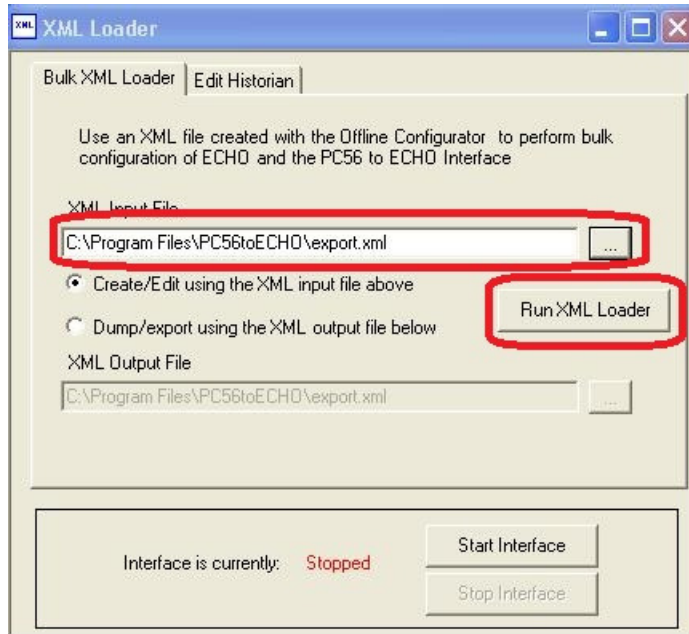 XML XML Loader
Bulk XML Loader Edit Historian
Use an XML file created with the Offline Configurator to perform bulk
configuration of ECHO and the PC56 to ECHO Interface
XML Input File
C:\Program Files\PC56toECHO\export.xml ...
Create/Edit using the XML input file above
Run XML Loader
Dump/export using the XML output file below
XML Output File
C:\Program Files\PC56toECHO\export.xml ...
Start Interface
Interface is currently: Stopped
Stop Interface